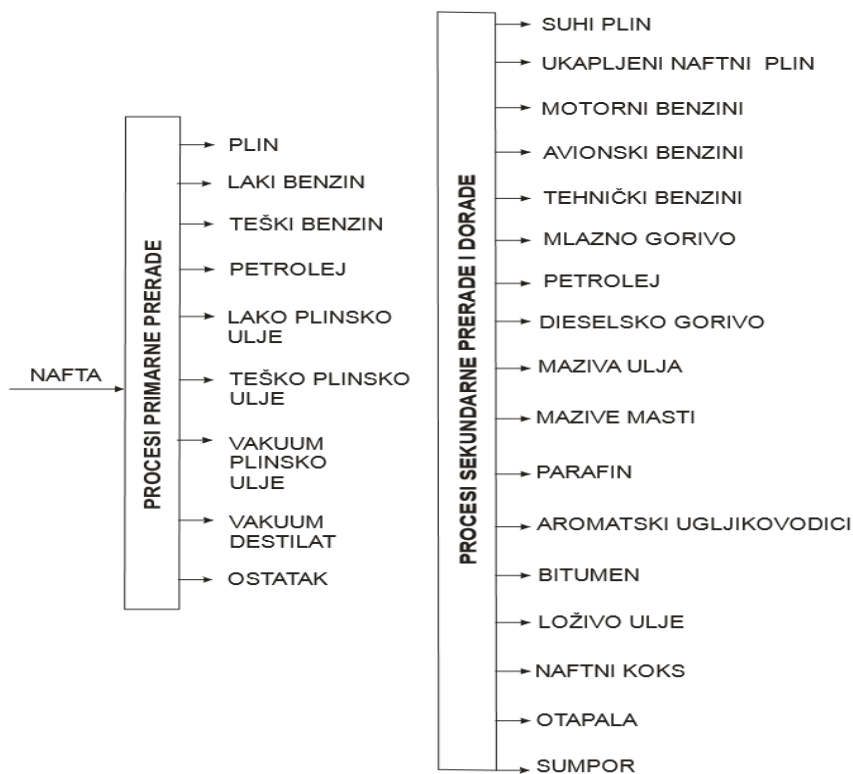 NAFTA
PROCESI PRIMARNE PRERADE
PLIN
LAKI BENZIN
TEŠKI BENZIN
PETROLEJ
LAKO PLINSKO
ULJE
TEŠKO PLINSKO
ULJE
VAKUUM
PLINSKO
ULJE
VAKUUM
DESTILAT
OSTATAK
PROCESI SEKUNDARNE PRERADE I DORADE
SUHI PLIN
UKAPLJENI NAFTNI PLIN
MOTORNI BENZINI
AVIONSKI BENZINI
TEHNIČKI BENZINI
MLAZNO GORIVO
PETROLEJ
DIESELSKO GORIVO
MAZIVA ULJA
MAZIVE MASTI
PARAFIN
AROMATSKI UGLJIKOVODICI
BITUMEN
LOŽIVO ULJE
NAFTNI KOKS
OTAPALA
SUMPOR